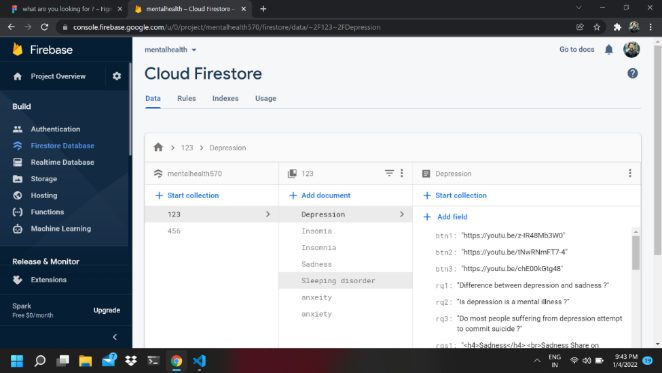 what are you looking for ? – Fig
mentalhealth – Cloud Firestore –
console.firebase.google.com/u/0/project/mentalhealth570/firestore/data/~2F123~2FDepression
Firebase
mentalhealth
Go to docs
Project Overview
Cloud Firestore
Data Rules Indexes Usage
Build
Authentication
Firestore Database
Realtime Database
Storage
Hosting
Functions
Machine Learning
Release & Monitor
Extensions
Spark
Free $0/month
Upgrade
123 Depression
mentalhealth570
Start collection
123
456
123
Add document
Depression
Insomis
Insomnia
Sadness
Sleeping disorder
anxeity
anxiety
Depression
Start collection
Add field
btn1: "https://youtu.be/z-IR48Mb3W0"
btn2: "https://youtu.be/tNwRNmFT7-4"
btn3: "https://youtu.be/chE00kGtg48"
rq1: "Difference between depression and sadness ?"
rq2: "Is depression is a mental illness ?"
rq3: "Do most people suffering from depression attempt
to commit suicide ?"
rqs1: "<h4>Sadness</h4> <br>Sadness Share on
ENG
IN
9:43 PM
1/4/2022